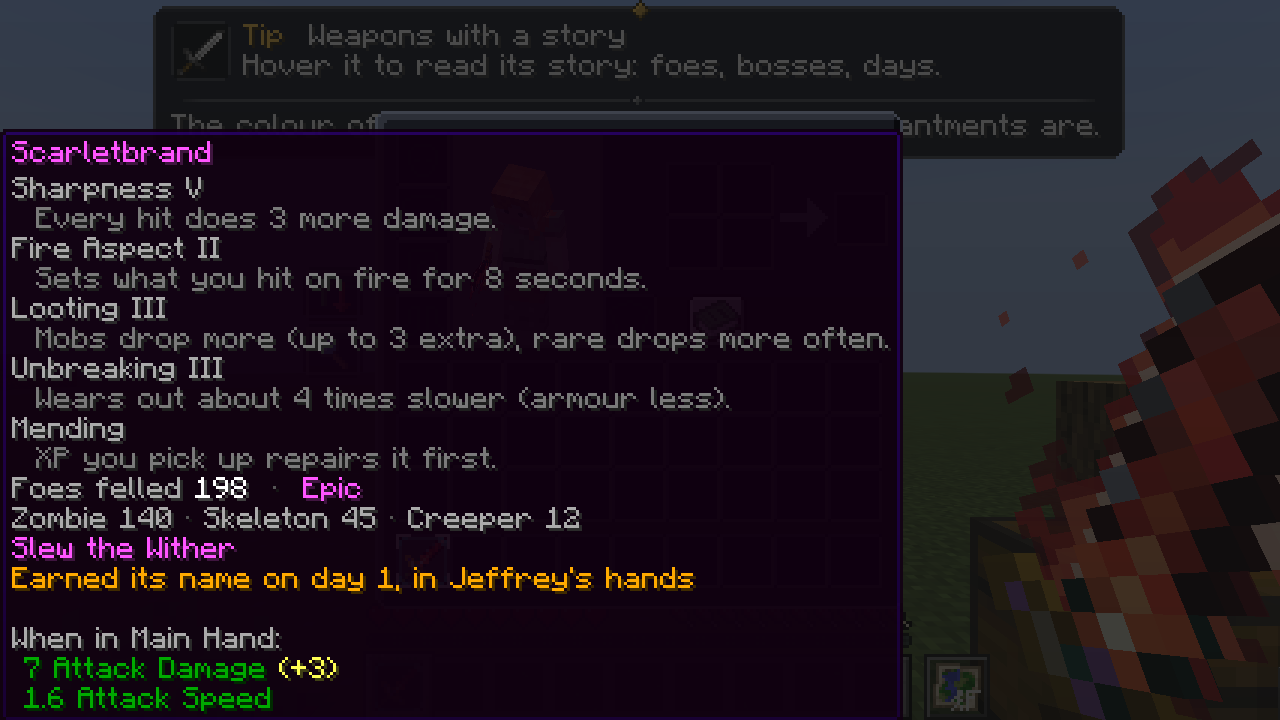 Tip Weapons with a story
Hover it to read its story: foes, bosses, days.
The colour of
antments are.
Scarletbrand
Sharpness V
Every hit does 3 more damage.
Fire Aspect II
Sets what you hit on fire for 8 seconds.
Looting III
Mobs drop more (up to 3 extra), rare drops more often.
Unbreaking III
Wears out about 4 times slower (armour less).
Mending
XP you pick up repairs it first.
Foes felled 198 · Epic
Zombie 140 · Skeleton 45 · Creeper 12
Slew the Wither
Earned its name on day 1, in Jeffrey's hands
When in Main Hand:
7 Attack Damage (+3)
1.6 Attack Speed